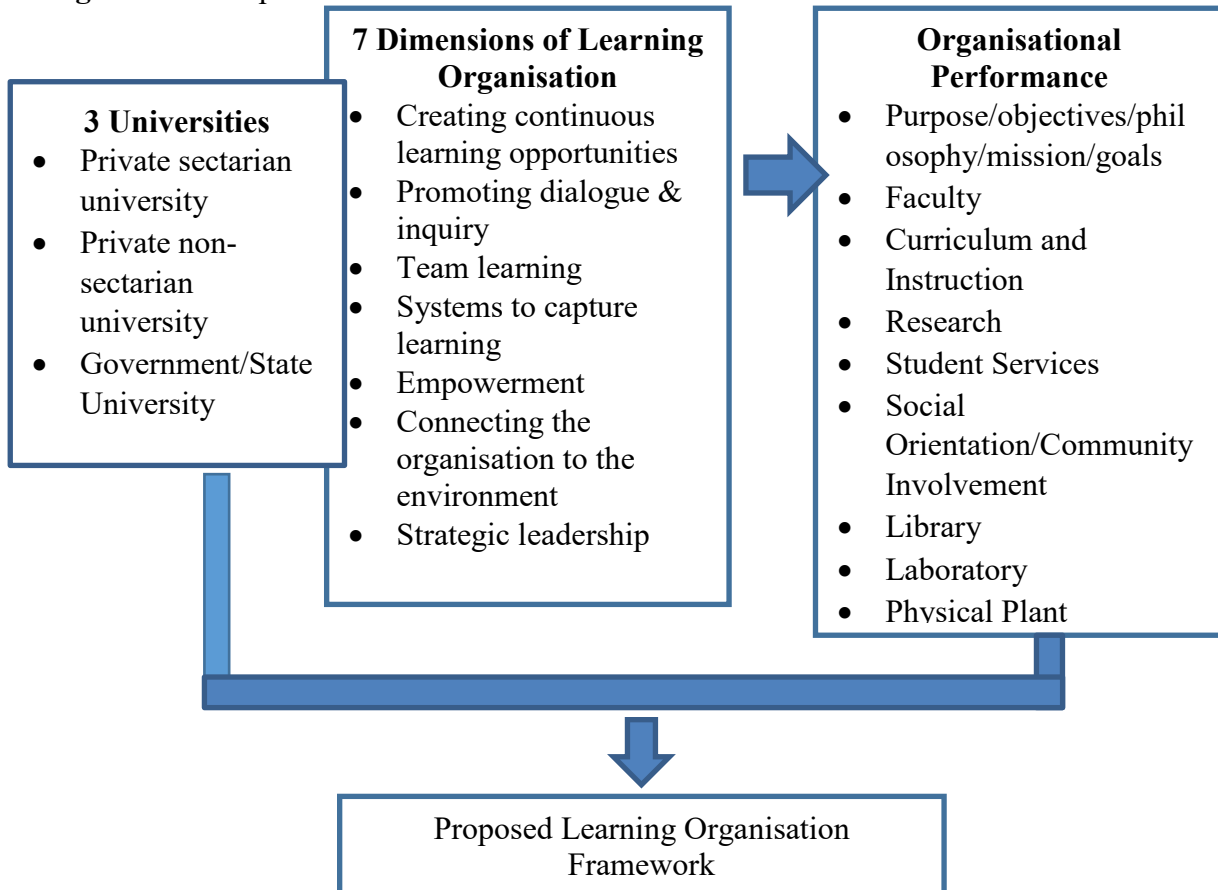 3 Universities
• Private sectarian
university
• Private non-
sectarian
university
• Government/State
University
7 Dimensions of Learning
Organisation
• Creating continuous
learning opportunities
• Promoting dialogue &
inquiry
• Team learning
• Systems to capture
learning
• Empowerment
• Connecting the
organisation to the
environment
• Strategic leadership
Organisational
Performance
• Purpose/objectives/phil
osophy/mission/goals
• Faculty
• Curriculum and
Instruction
• Research
• Student Services
• Social
Orientation/Community
Involvement
• Library
• Laboratory
• Physical Plant
Proposed Learning Organisation
Framework